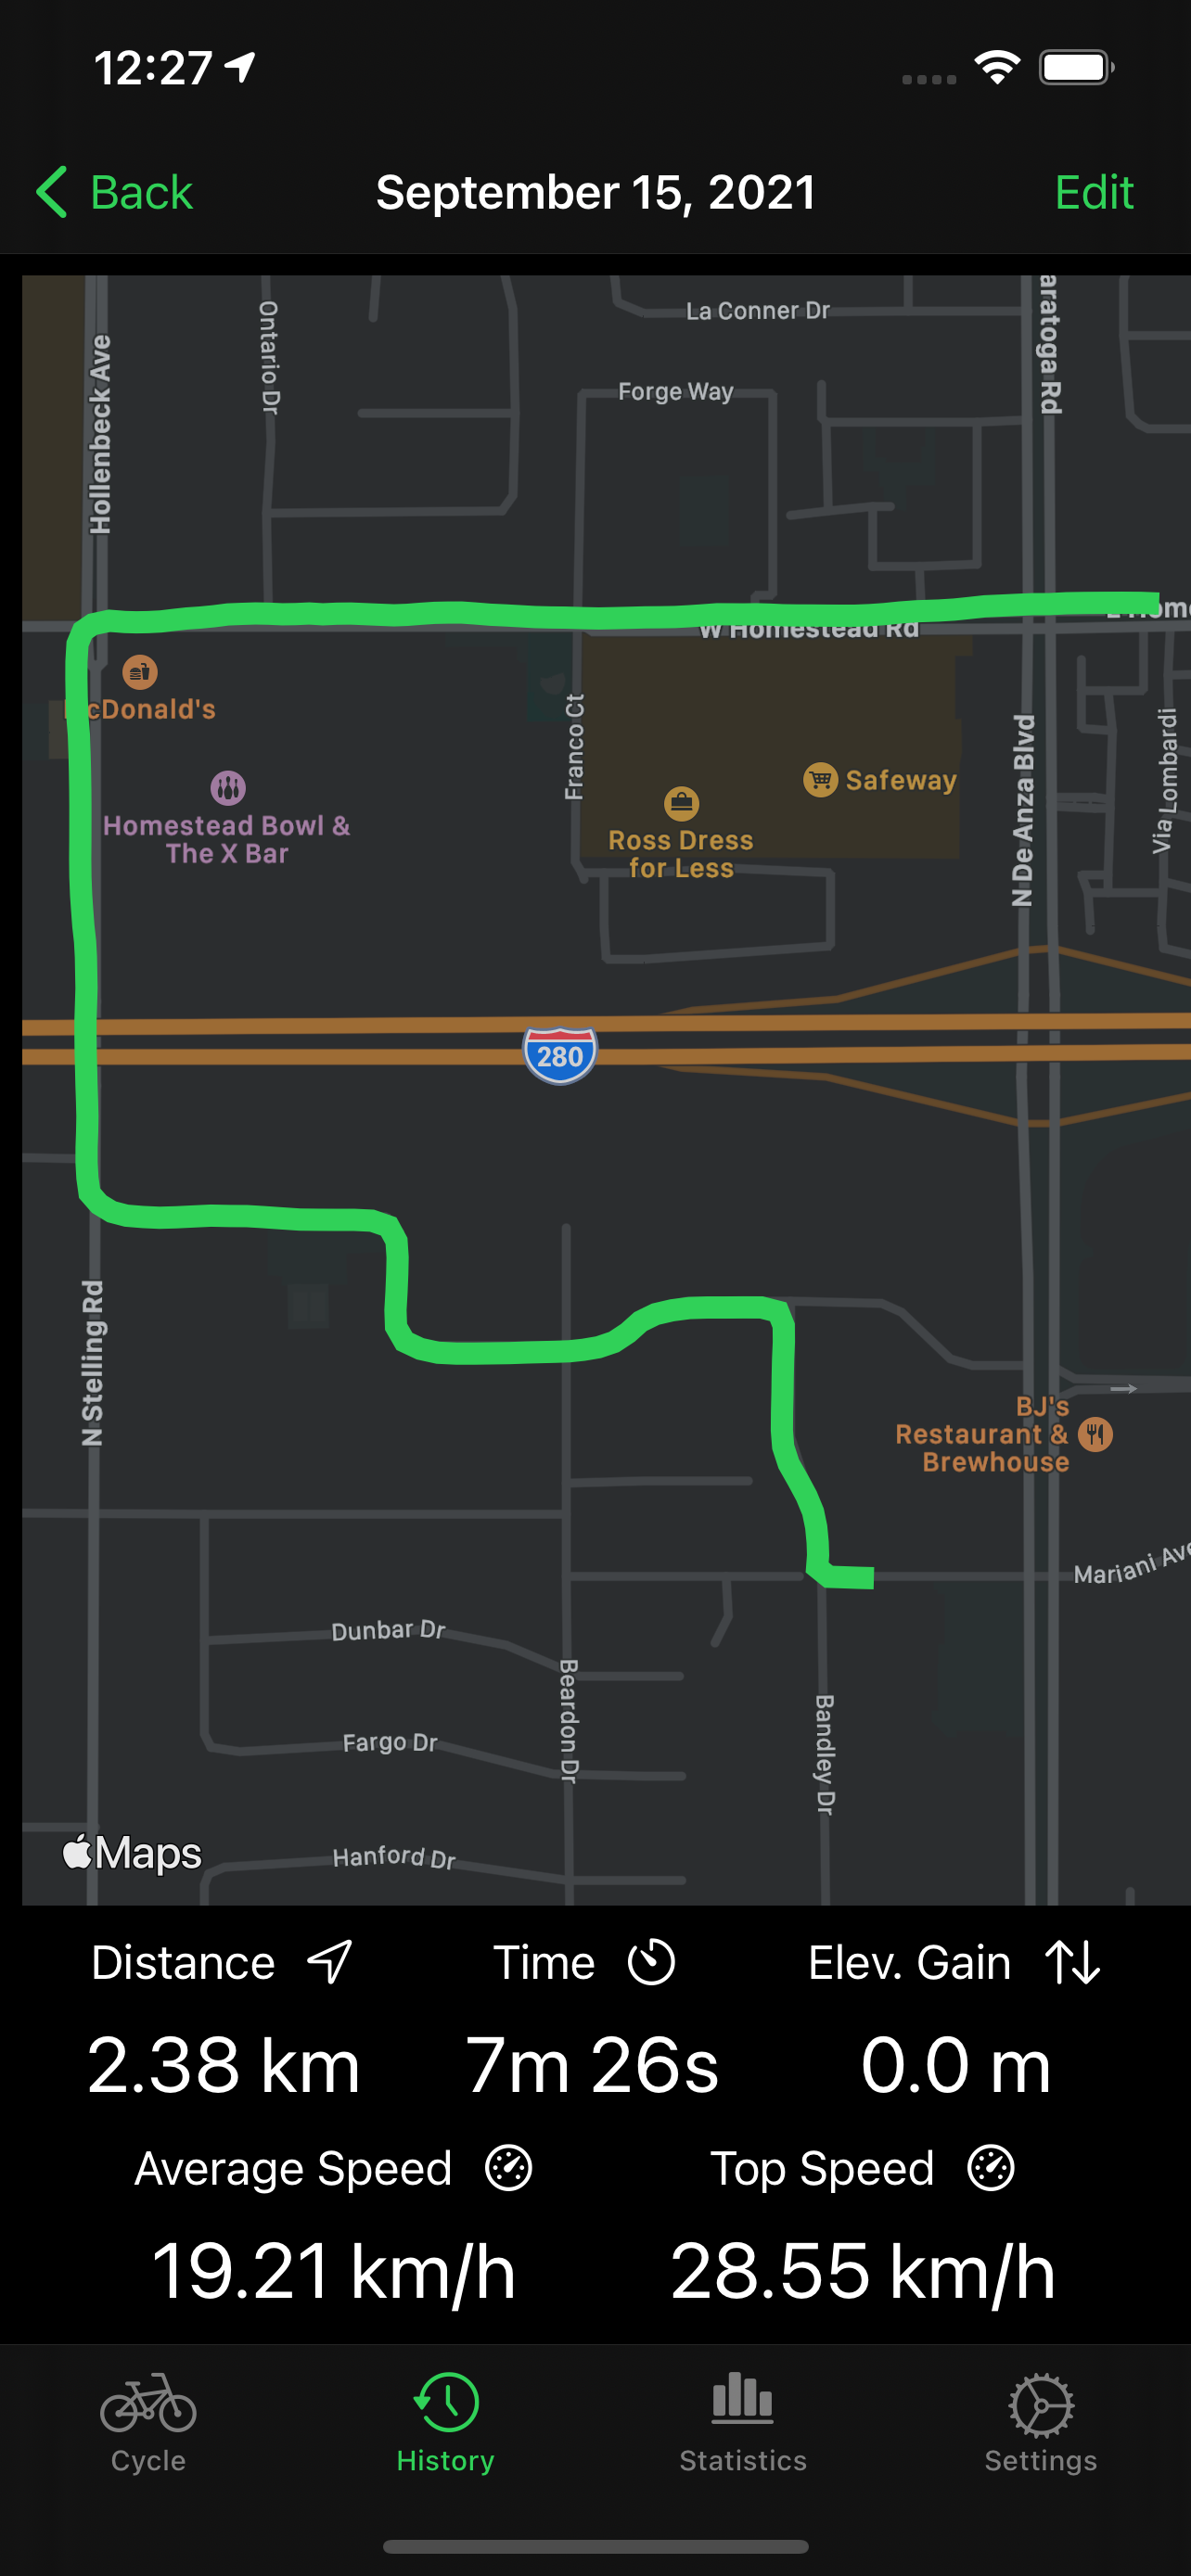 12:27
Back
September 15, 2021
Edit
La Conner Dr
Ontario Dr
aratoga Rd
Hollenbeck Ave
Forge Way
W Homestead Rd
McDonald's
Franco Ct
Safeway
N De Anza Blvd
Via Lombardi
Homestead Bowl &
The X Bar
Ross Dress
for Less
280
N Stelling Rd
BJ's
Restaurant &
Brewhouse
Mariani Ave
Dunbar Dr
Beardon Dr
Bandley Dr
Fargo Dr
Hanford Dr
Maps
Distance
Time
Elev. Gain
2.38 km
7m 26s
0.0 m
Average Speed
Top Speed
19.21 km/h
28.55 km/h
Cycle
History
Statistics
Settings